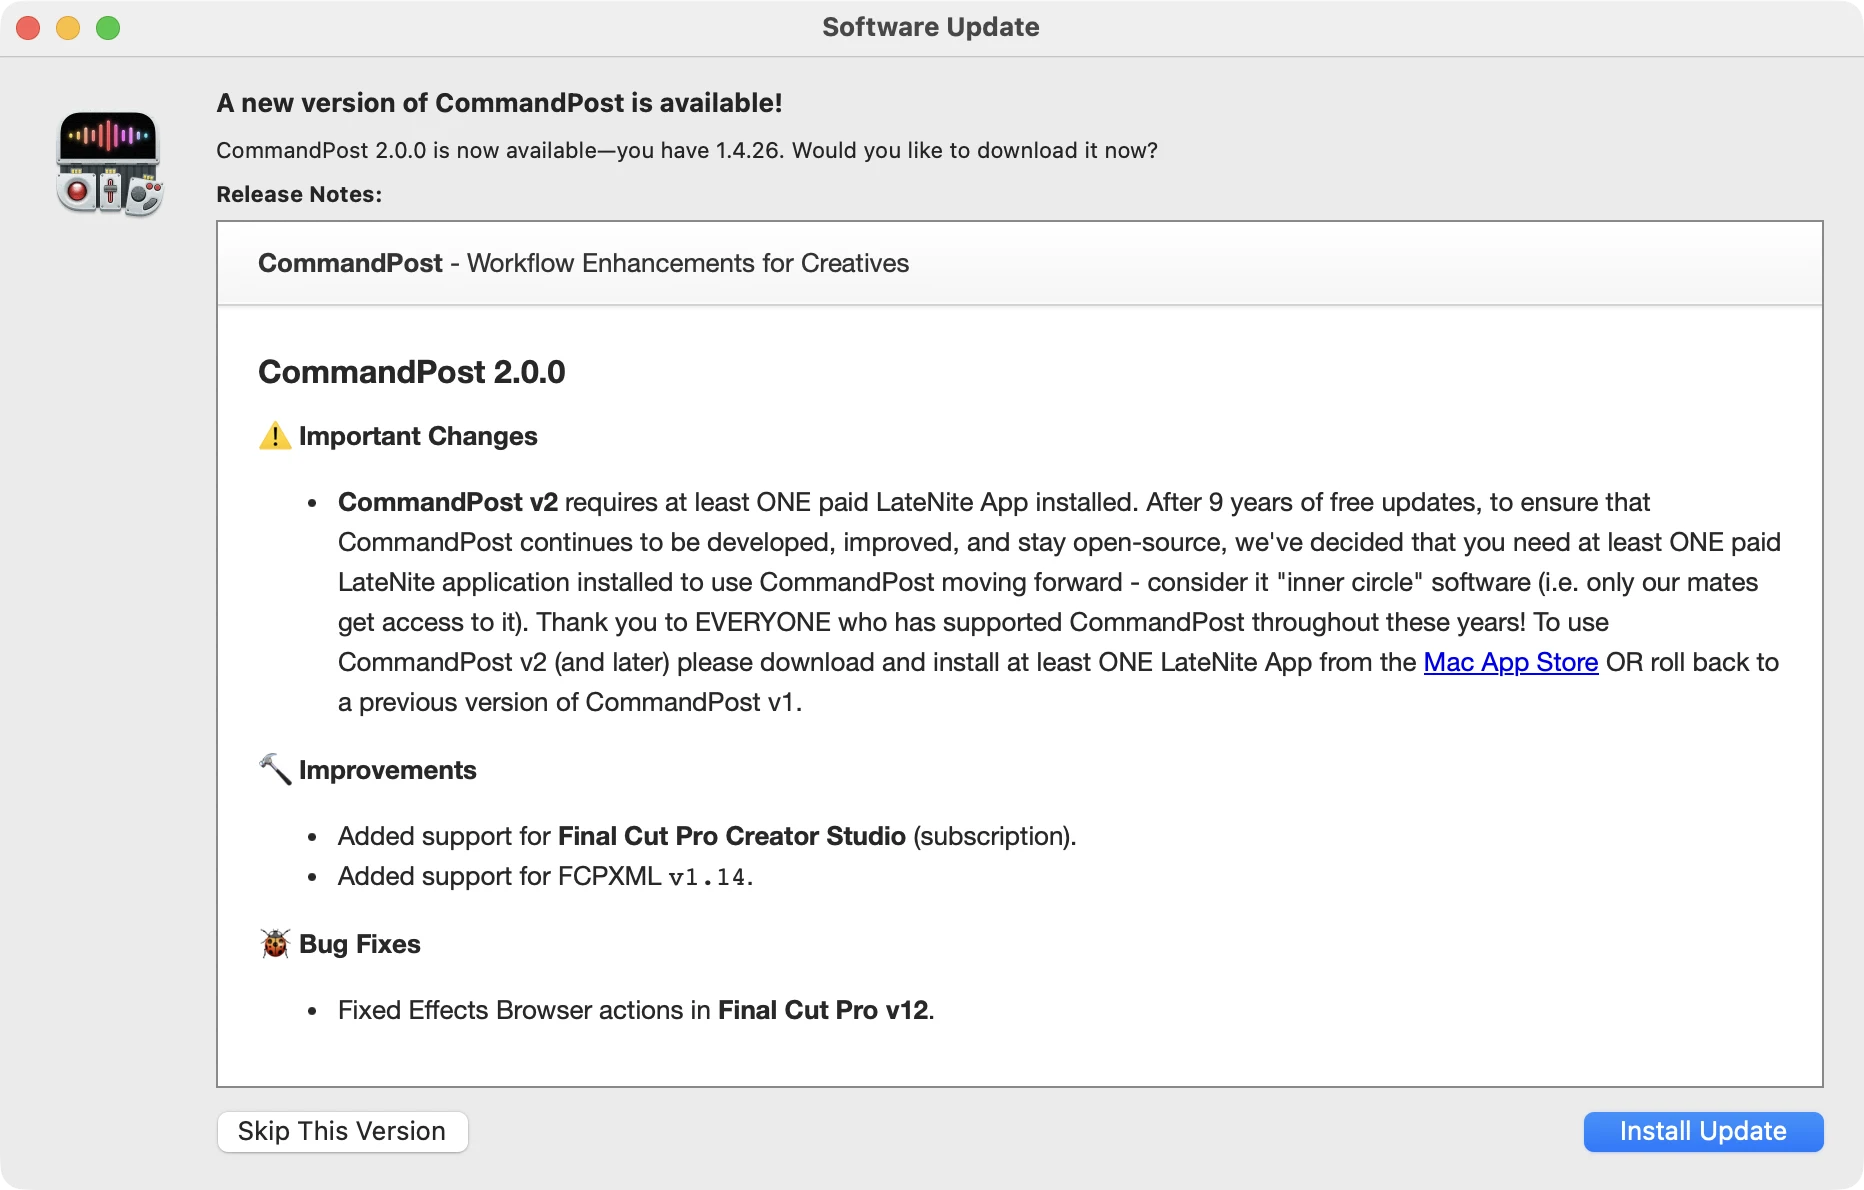 Software Update
A new version of CommandPost is available!
CommandPost 2.0.0 is now available—you have 1.4.26. Would you like to download it now?
Release Notes:
CommandPost - Workflow Enhancements for Creatives
CommandPost 2.0.0
⚠️ Important Changes
• CommandPost v2 requires at least ONE paid LateNite App installed. After 9 years of free updates, to ensure that
CommandPost continues to be developed, improved, and stay open-source, we've decided that you need at least ONE paid
LateNite application installed to use CommandPost moving forward - consider it "inner circle" software (i.e. only our mates
get access to it). Thank you to EVERYONE who has supported CommandPost throughout these years! To use
CommandPost v2 (and later) please download and install at least ONE LateNite App from the Mac App Store OR roll back to
a previous version of CommandPost v1.
🔨 Improvements
• Added support for Final Cut Pro Creator Studio (subscription).
• Added support for FCPXML v1.14.
🐞 Bug Fixes
• Fixed Effects Browser actions in Final Cut Pro v12.
Skip This Version
Install Update